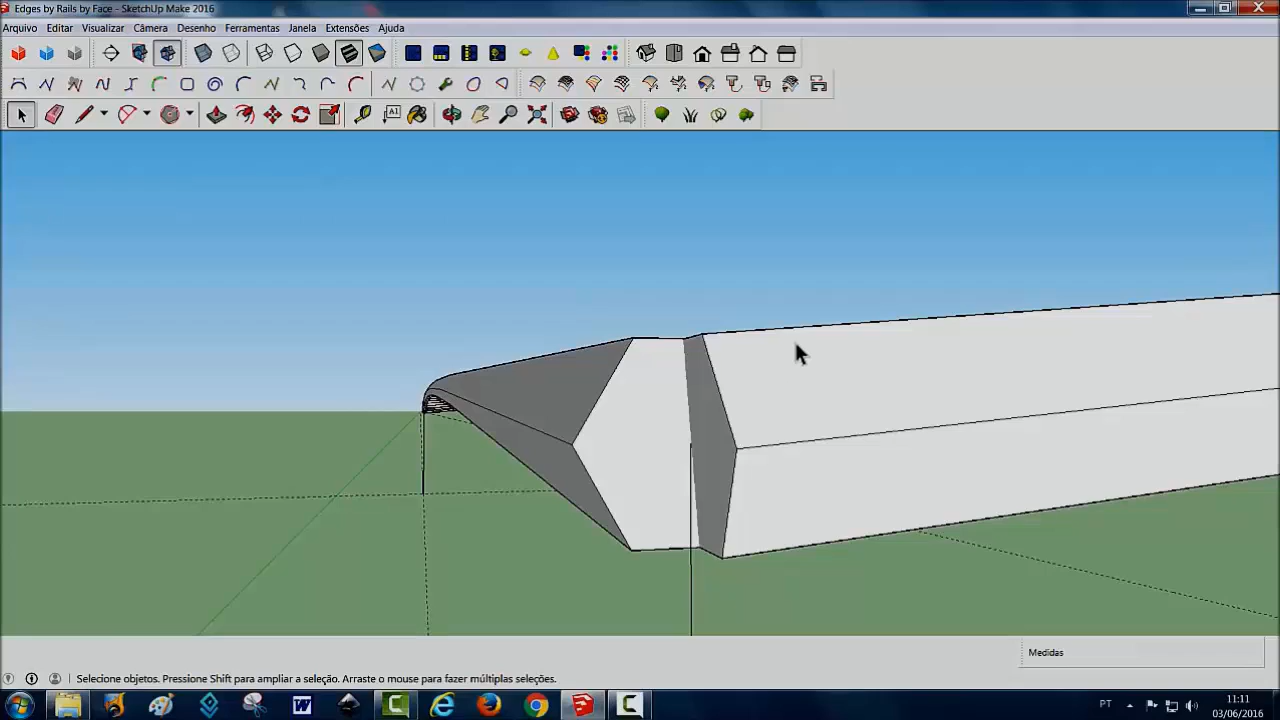 Edges by Rails by Face - SketchUp Make 2016
Arquivo Editar Visualizar Câmera Desenho Ferramentas Janela Extensões Ajuda
A1
Medidas
Selecione objetos. Pressione Shift para ampliar a seleção. Arraste o mouse para fazer múltiplas seleções.
PT
11:11
03/06/2016